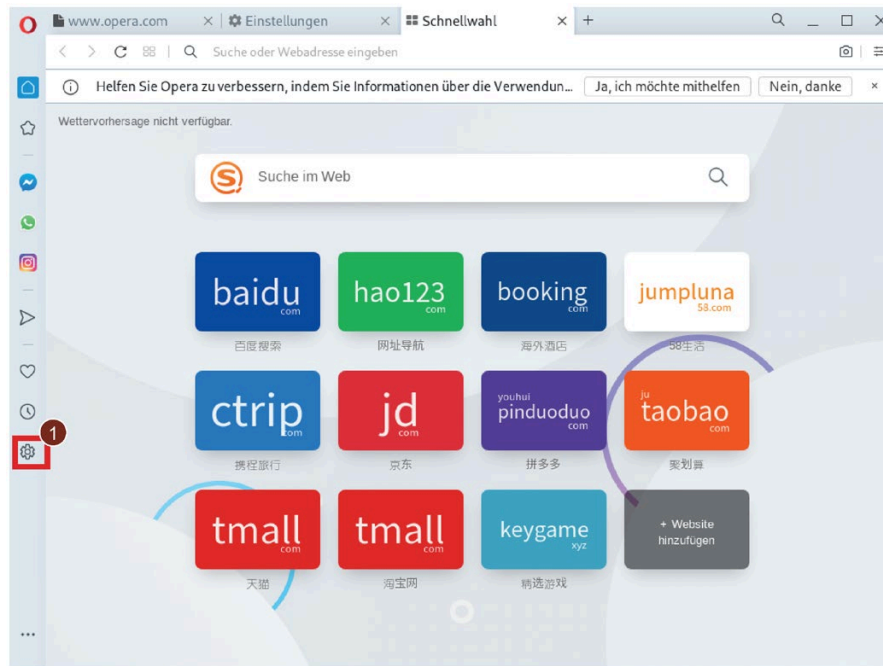 www.opera.com
Einstellungen
Schnellwahl
Suche oder Webadresse eingeben
Helfen Sie Opera zu verbessern, indem Sie Informationen über die Verwendun...
Ja, ich möchte mithelfen
Nein, danke
Wettervorhersage nicht verfügbar.
Suche im Web
baidu
com
百度搜索
hao123
com
网址导航
booking
com
海外酒店
jumpluna
58.com
58生活
ctrip
com
携程旅行
jd
com
京东
youhui
pinduoduo
com
拼多多
ju
taobao
com
聚划算
1
tmall
com
天猫
tmall
com
淘宝网
keygame
xyz
精选游戏
+ Website
hinzufügen